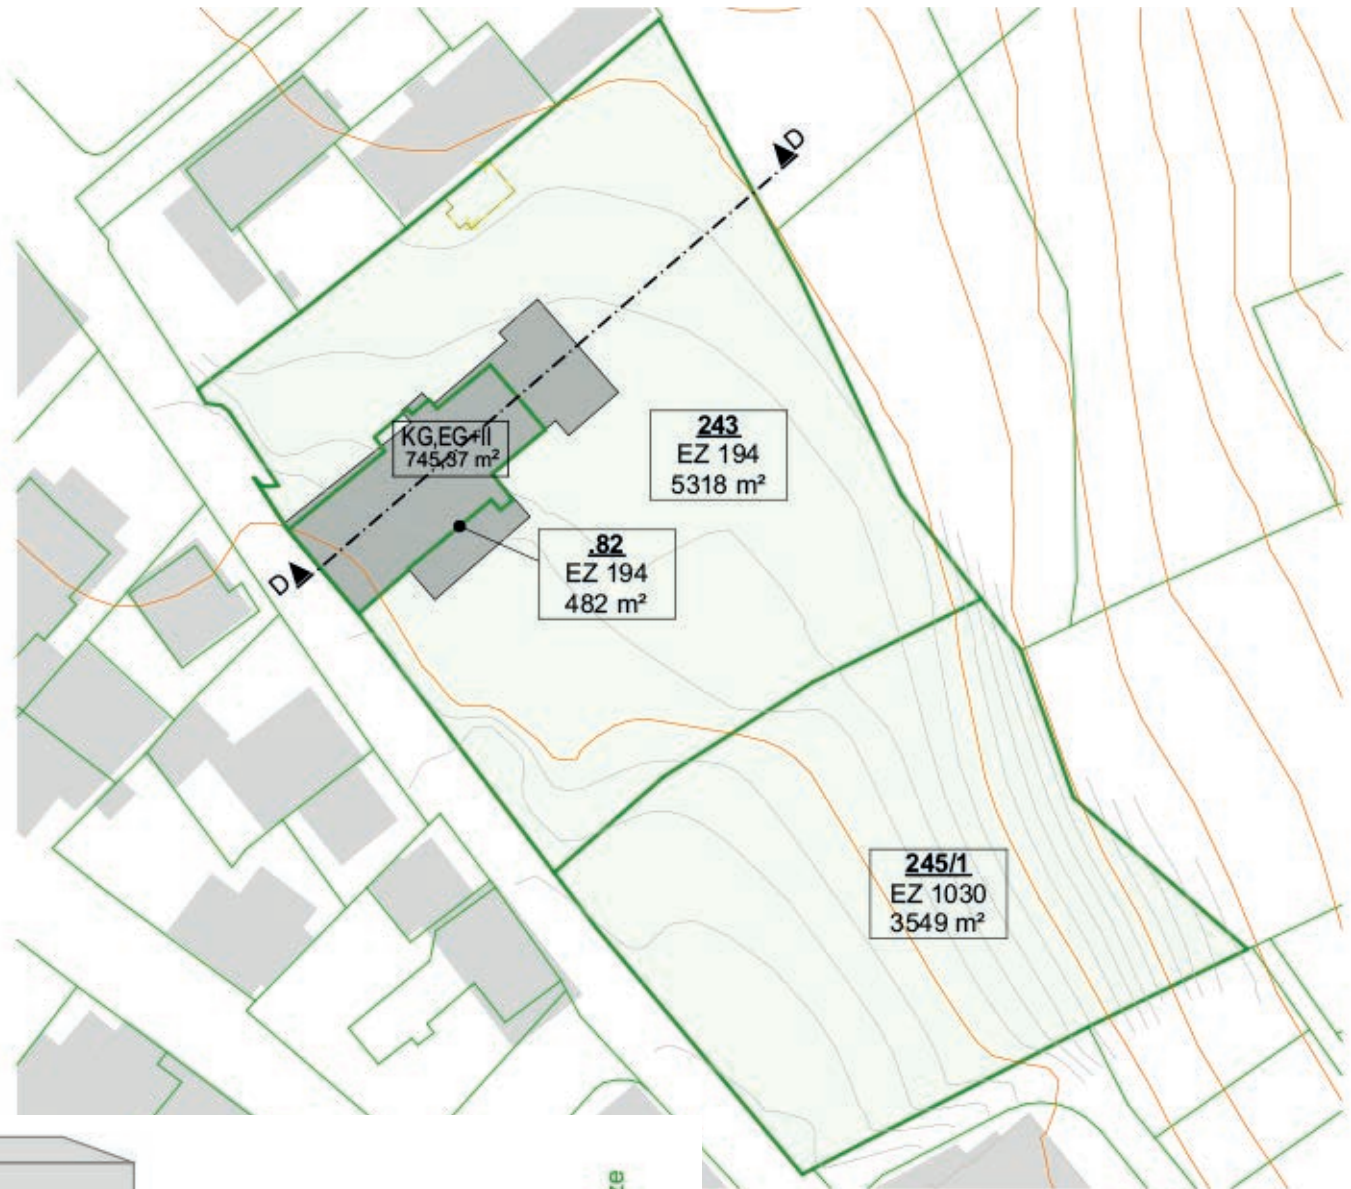 D
KG,EG+II
745,37 m²
243
EZ 194
5318 m²
.82
EZ 194
482 m²
D
245/1
EZ 1030
3549 m²